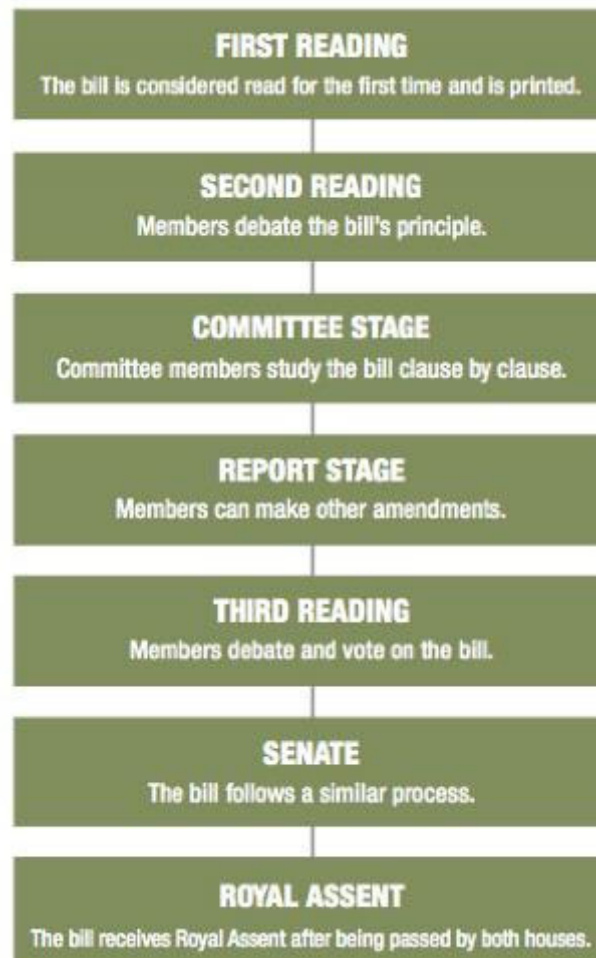 FIRST READING
The bill is considered read for the first time and is printed.
SECOND READING
Members debate the bill's principle.
COMMITTEE STAGE
Committee members study the bill clause by clause.
REPORT STAGE
Members can make other amendments.
THIRD READING
Members debate and vote on the bill.
SENATE
The bill follows a similar process.
ROYAL ASSENT
The bill receives Royal Assent after being passed by both houses.